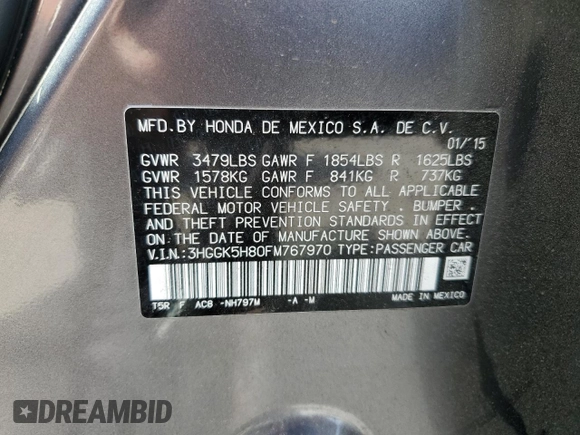 MFD.BY HONDA DE MEXICO S.A. DE C.V.
01/'15
GVWR 3479LBS GAWR F 1854LBS R 1625LBS
GVWR 1578KG GAWR F 841KG R 737KG
THIS VEHICLE CONFORMS TO ALL APPLICABLE
FEDERAL MOTOR VEHICLE SAFETY . BUMPER .
AND THEFT PREVENTION STANDARDS IN EFFECT
ON THE DATE OF MANUFACTURE SHOWN ABOVE.
V.I.N.:3HGGK5H80FM767970 TYPE:PASSENGER CAR
T5R F AC8 -NH797M -A -M
MADE IN MEXICO
DREAMBID